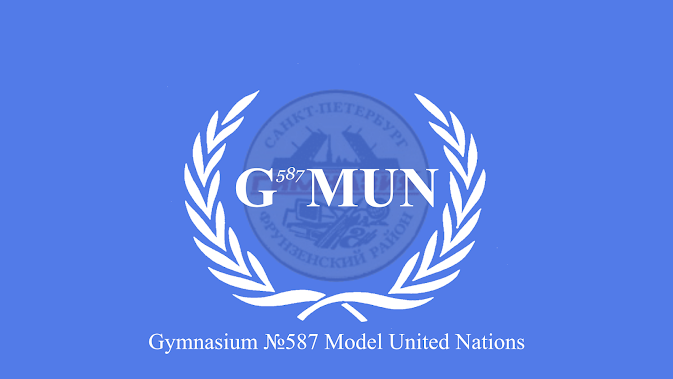 САНКТ-ПЕТЕРБУРГ
G587 MUN
ФРУНЗЕНСКИЙ РАЙОН
Gymnasium №587 Model United Nations